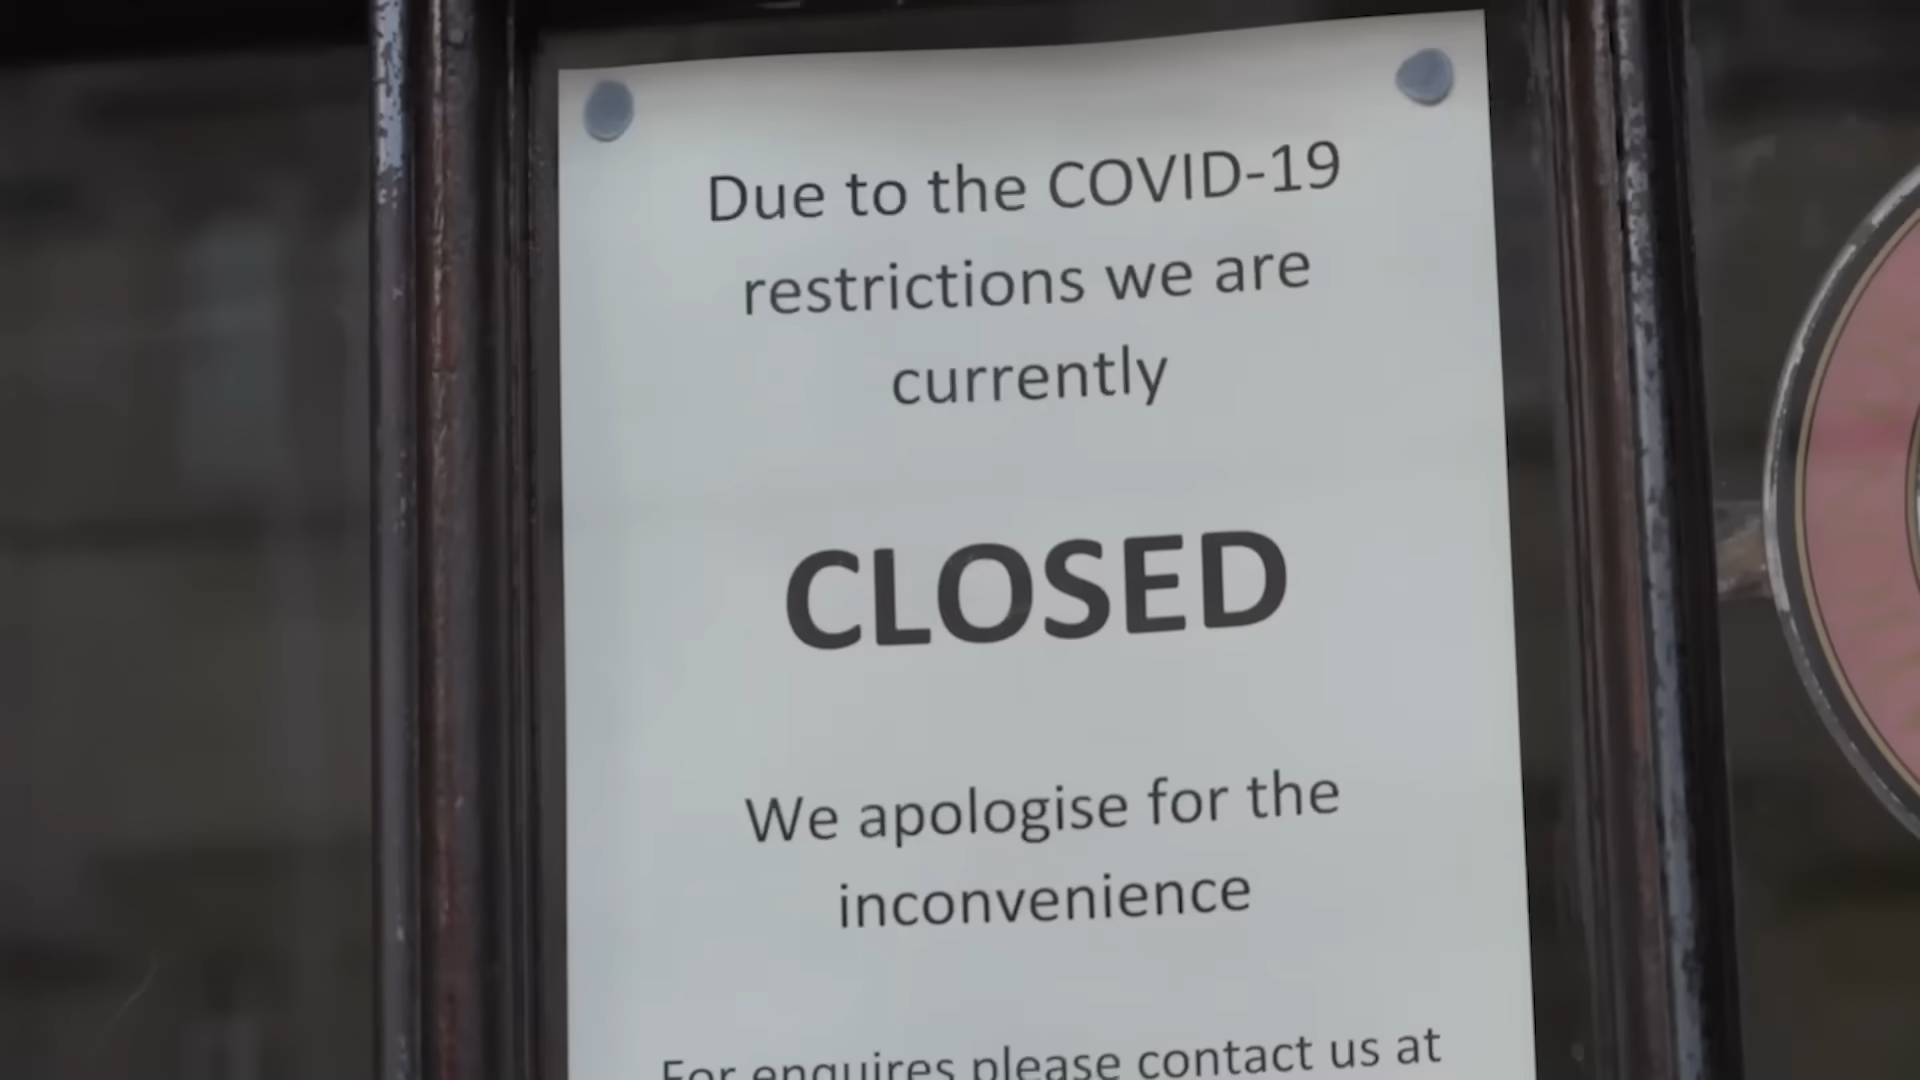 Due to the COVID-19
restrictions we are
currently
CLOSED
We apologise for the
inconvenience
For enquires please contact us at